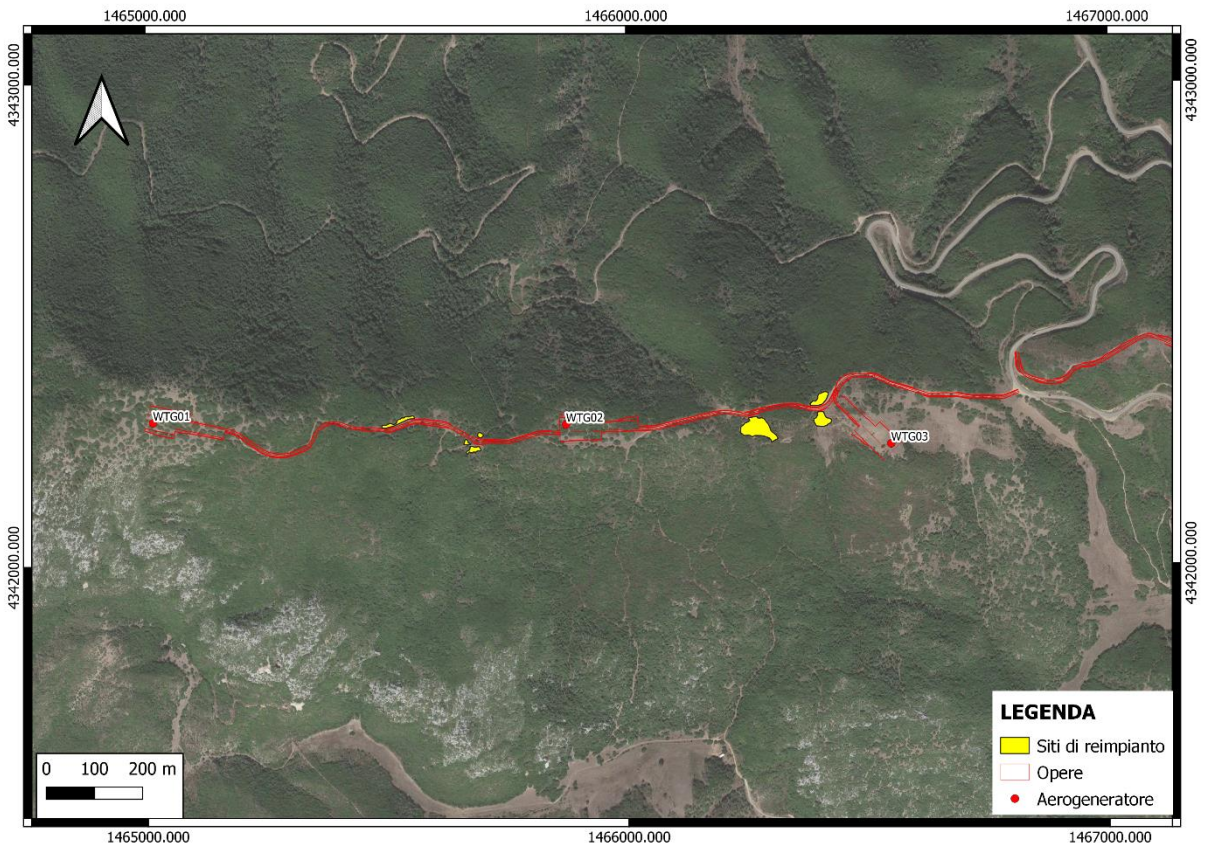 1465000.000 1466000.000 1467000.000
4343000.000 4343000.000
WTG01 WTG02
WTG03
4342000.000 4342000.000
LEGENDA
Siti di reimpianto
Opere
Aerogeneratore
0 100 200 m
1465000.000 1466000.000 1467000.000